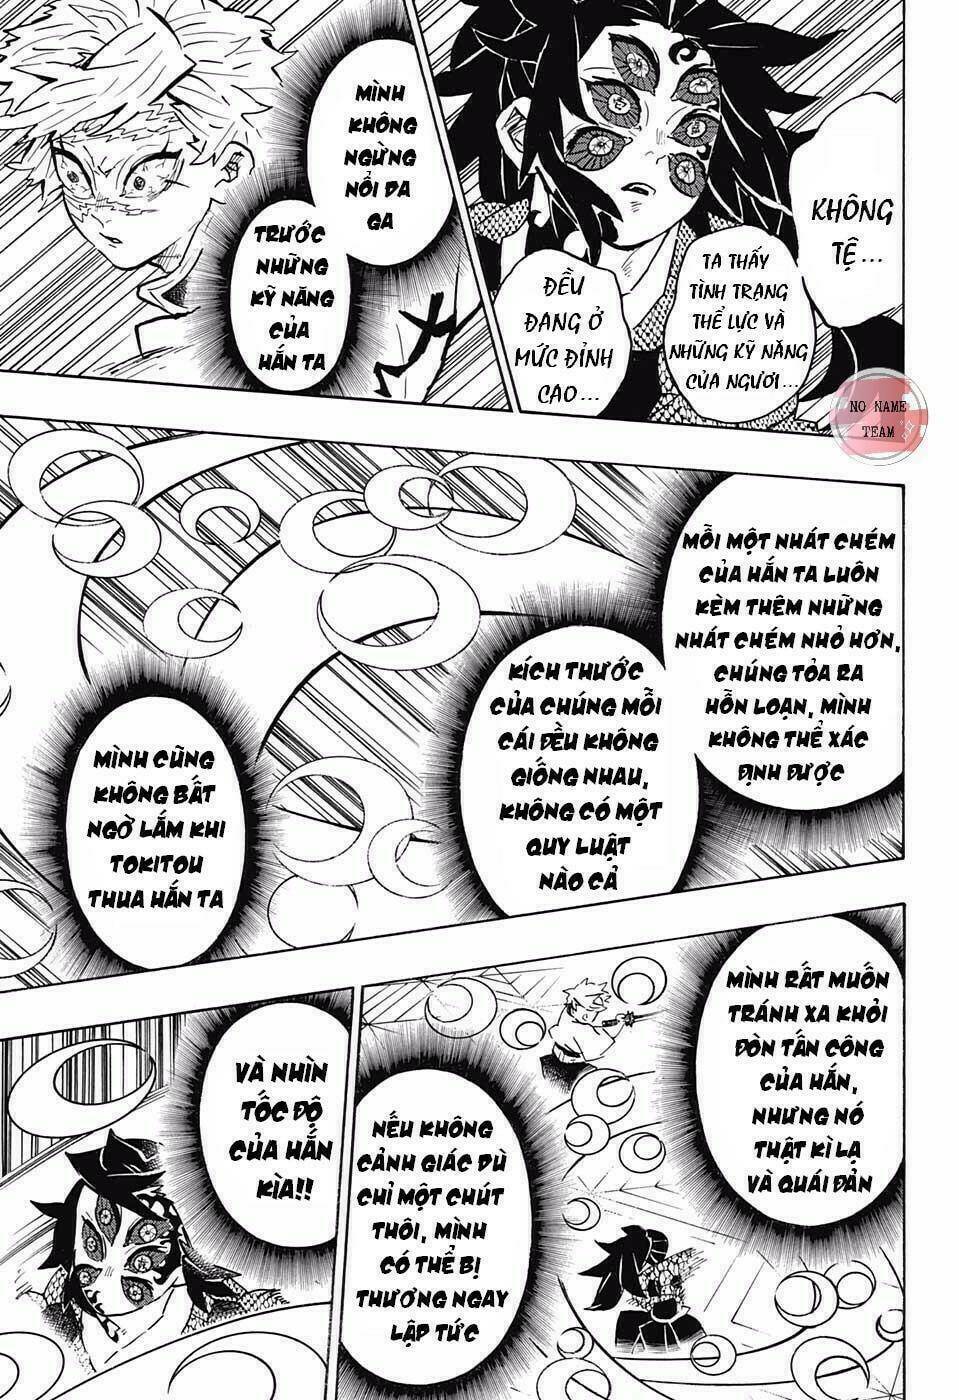 KHÔNG
TỆ...
TA THẤY
TÌNH TRẠNG
THỂ LỰC VÀ
NHỮNG KỸ NĂNG
CỦA NGƯƠI...
ĐỀU
ĐANG Ở
MỨC ĐỈNH
CAO...
MÌNH
KHÔNG
NGỪNG
NỔI DA
GA
TRƯỚC
NHỮNG
KỸ NĂNG
CỦA
HẮN TA
NO NAME
TEAM
MỖI MỘT NHÁT CHÉM
CỦA HẮN TA LUÔN
KÈM THÊM NHỮNG
NHÁT CHÉM NHỎ HƠN,
CHÚNG TỎA RA
HỖN LOẠN, MÌNH
KHÔNG THỂ XÁC
ĐỊNH ĐƯỢC
KÍCH THƯỚC
CỦA CHÚNG MỖI
CÁI ĐỀU KHÔNG
GIỐNG NHAU,
KHÔNG CÓ MỘT
QUY LUẬT
NÀO CẢ
MÌNH CŨNG
KHÔNG BẤT
NGỜ LẮM KHI
TOKITOU
THUA HẮN TA
MÌNH RẤT MUỐN
TRÁNH XA KHỎI
ĐÒN TẤN CÔNG
CỦA HẮN,
NHƯNG NÓ
THẬT KÌ LẠ
VÀ QUÁI ĐẢN
NẾU KHÔNG
CẢNH GIÁC DÙ
CHỈ MỘT CHÚT
THÔI, MÌNH
CÓ THỂ BỊ
THƯƠNG NGAY
LẬP TỨC
VÀ NHÌN
TỐC ĐỘ
CỦA HẮN
KÌA!!